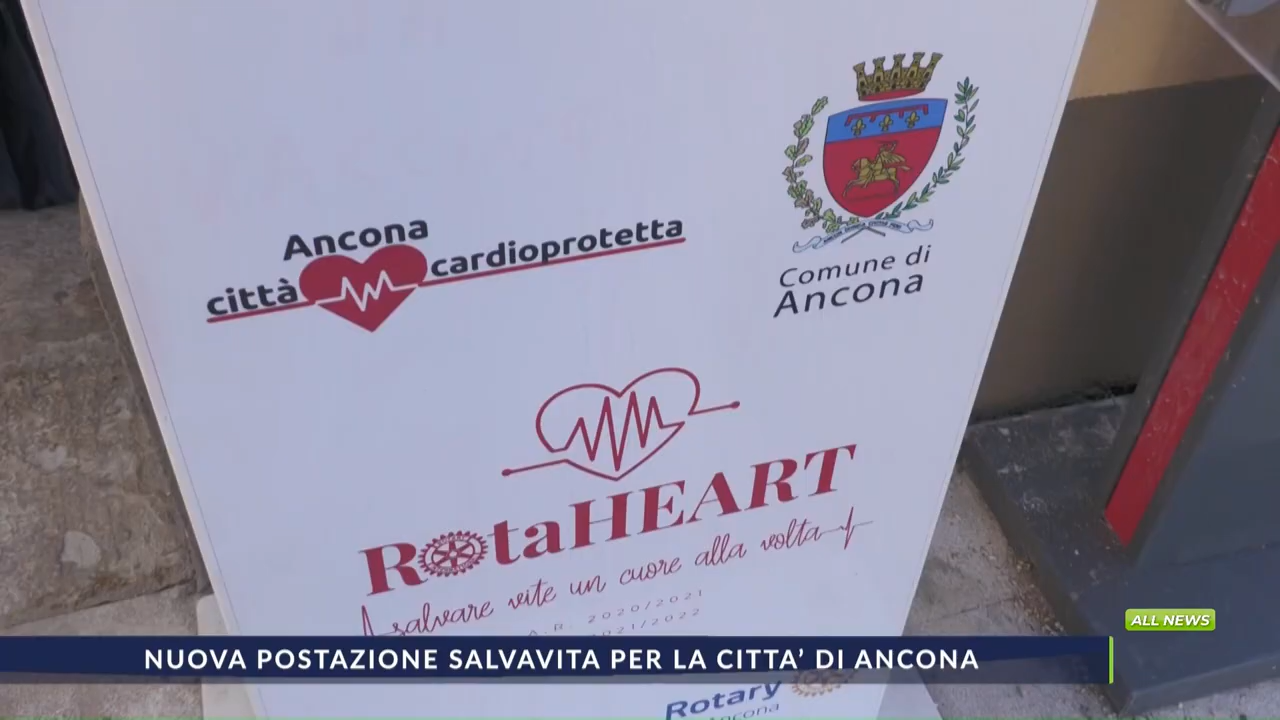 Ancona
città cardioprotetta
Comune di
Ancona
RotaHEART
salvare vite un cuore alla volta
A.R. 2020/2021
2021/2022
ALL NEWS
NUOVA POSTAZIONE SALVAVITA PER LA CITTA' DI ANCONA
Rotary
Ancona